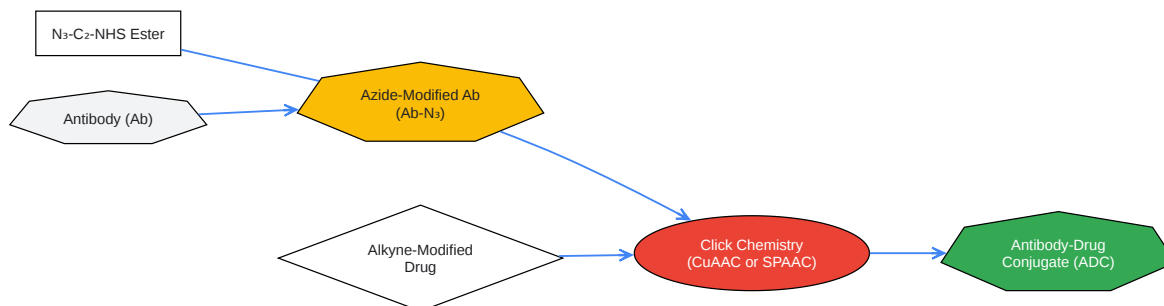 N₃-C₂-NHS Ester
Antibody (Ab)
Azide-Modified Ab
(Ab-N₃)
Alkyne-Modified
Drug
Click Chemistry
(CuAAC or SPAAC)
Antibody-Drug
Conjugate (ADC)